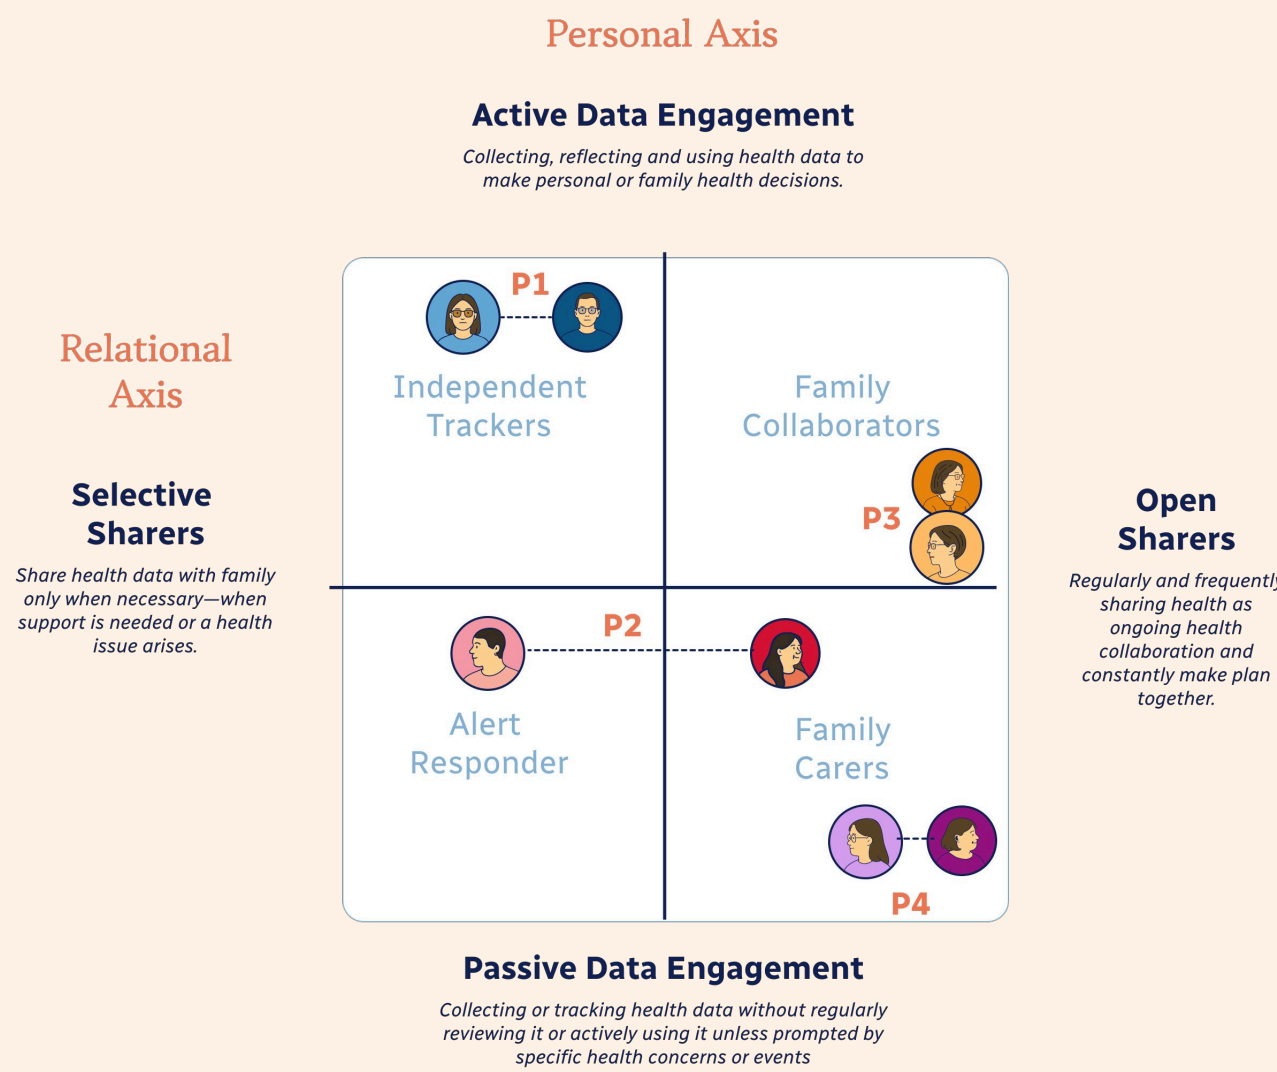 Personal Axis
Active Data Engagement
Collecting, reflecting and using health data to
make personal or family health decisions.
P1
Relational
Axis
Independent
Trackers
Family
Collaborators
Selective
Sharers
Share health data with family
only when necessary—when
support is needed or a health
issue arises.
P3
Open
Sharers
Regularly and frequently
sharing health as
ongoing health
collaboration and
constantly make plan
together.
P2
Alert
Responder
Family
Carers
P4
Passive Data Engagement
Collecting or tracking health data without regularly
reviewing it or actively using it unless prompted by
specific health concerns or events